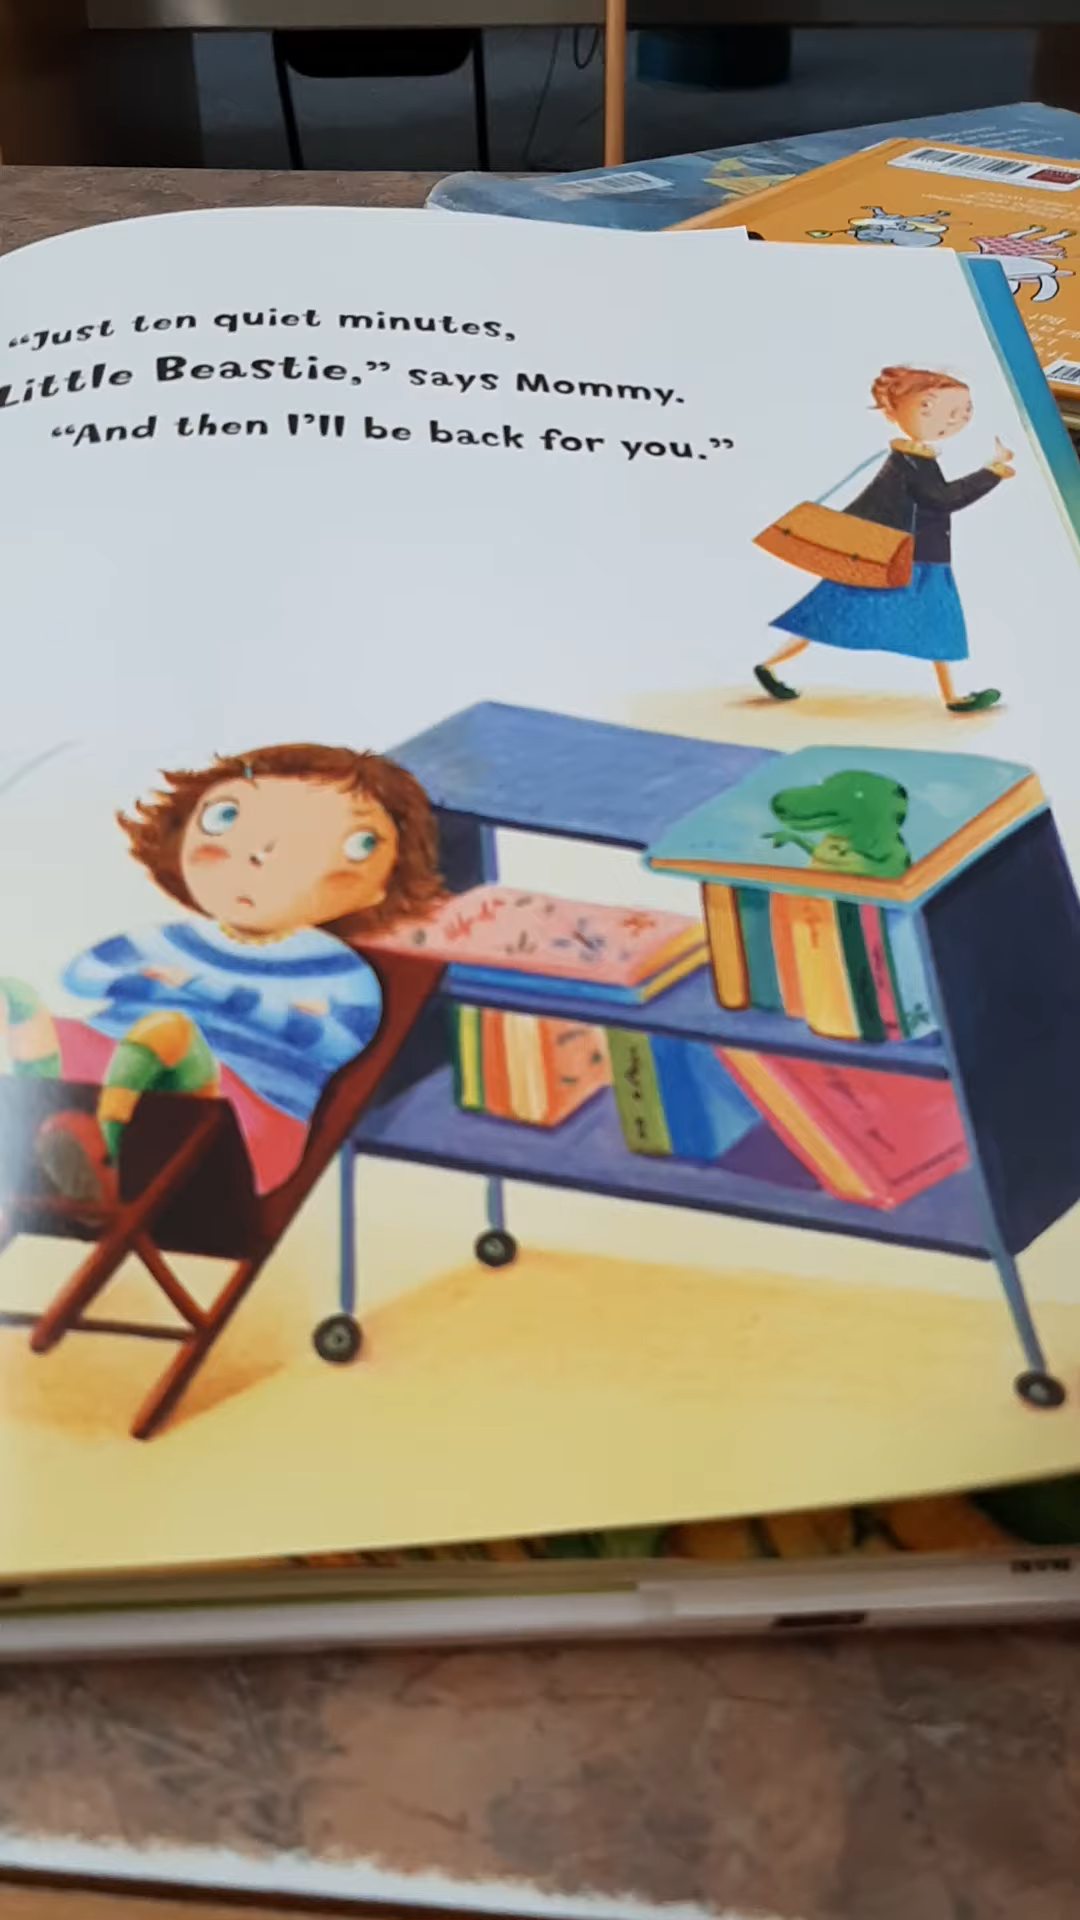 “Just ten quiet minutes,
Little Beastie,” says Mommy.
“And then I’ll be back for you.”